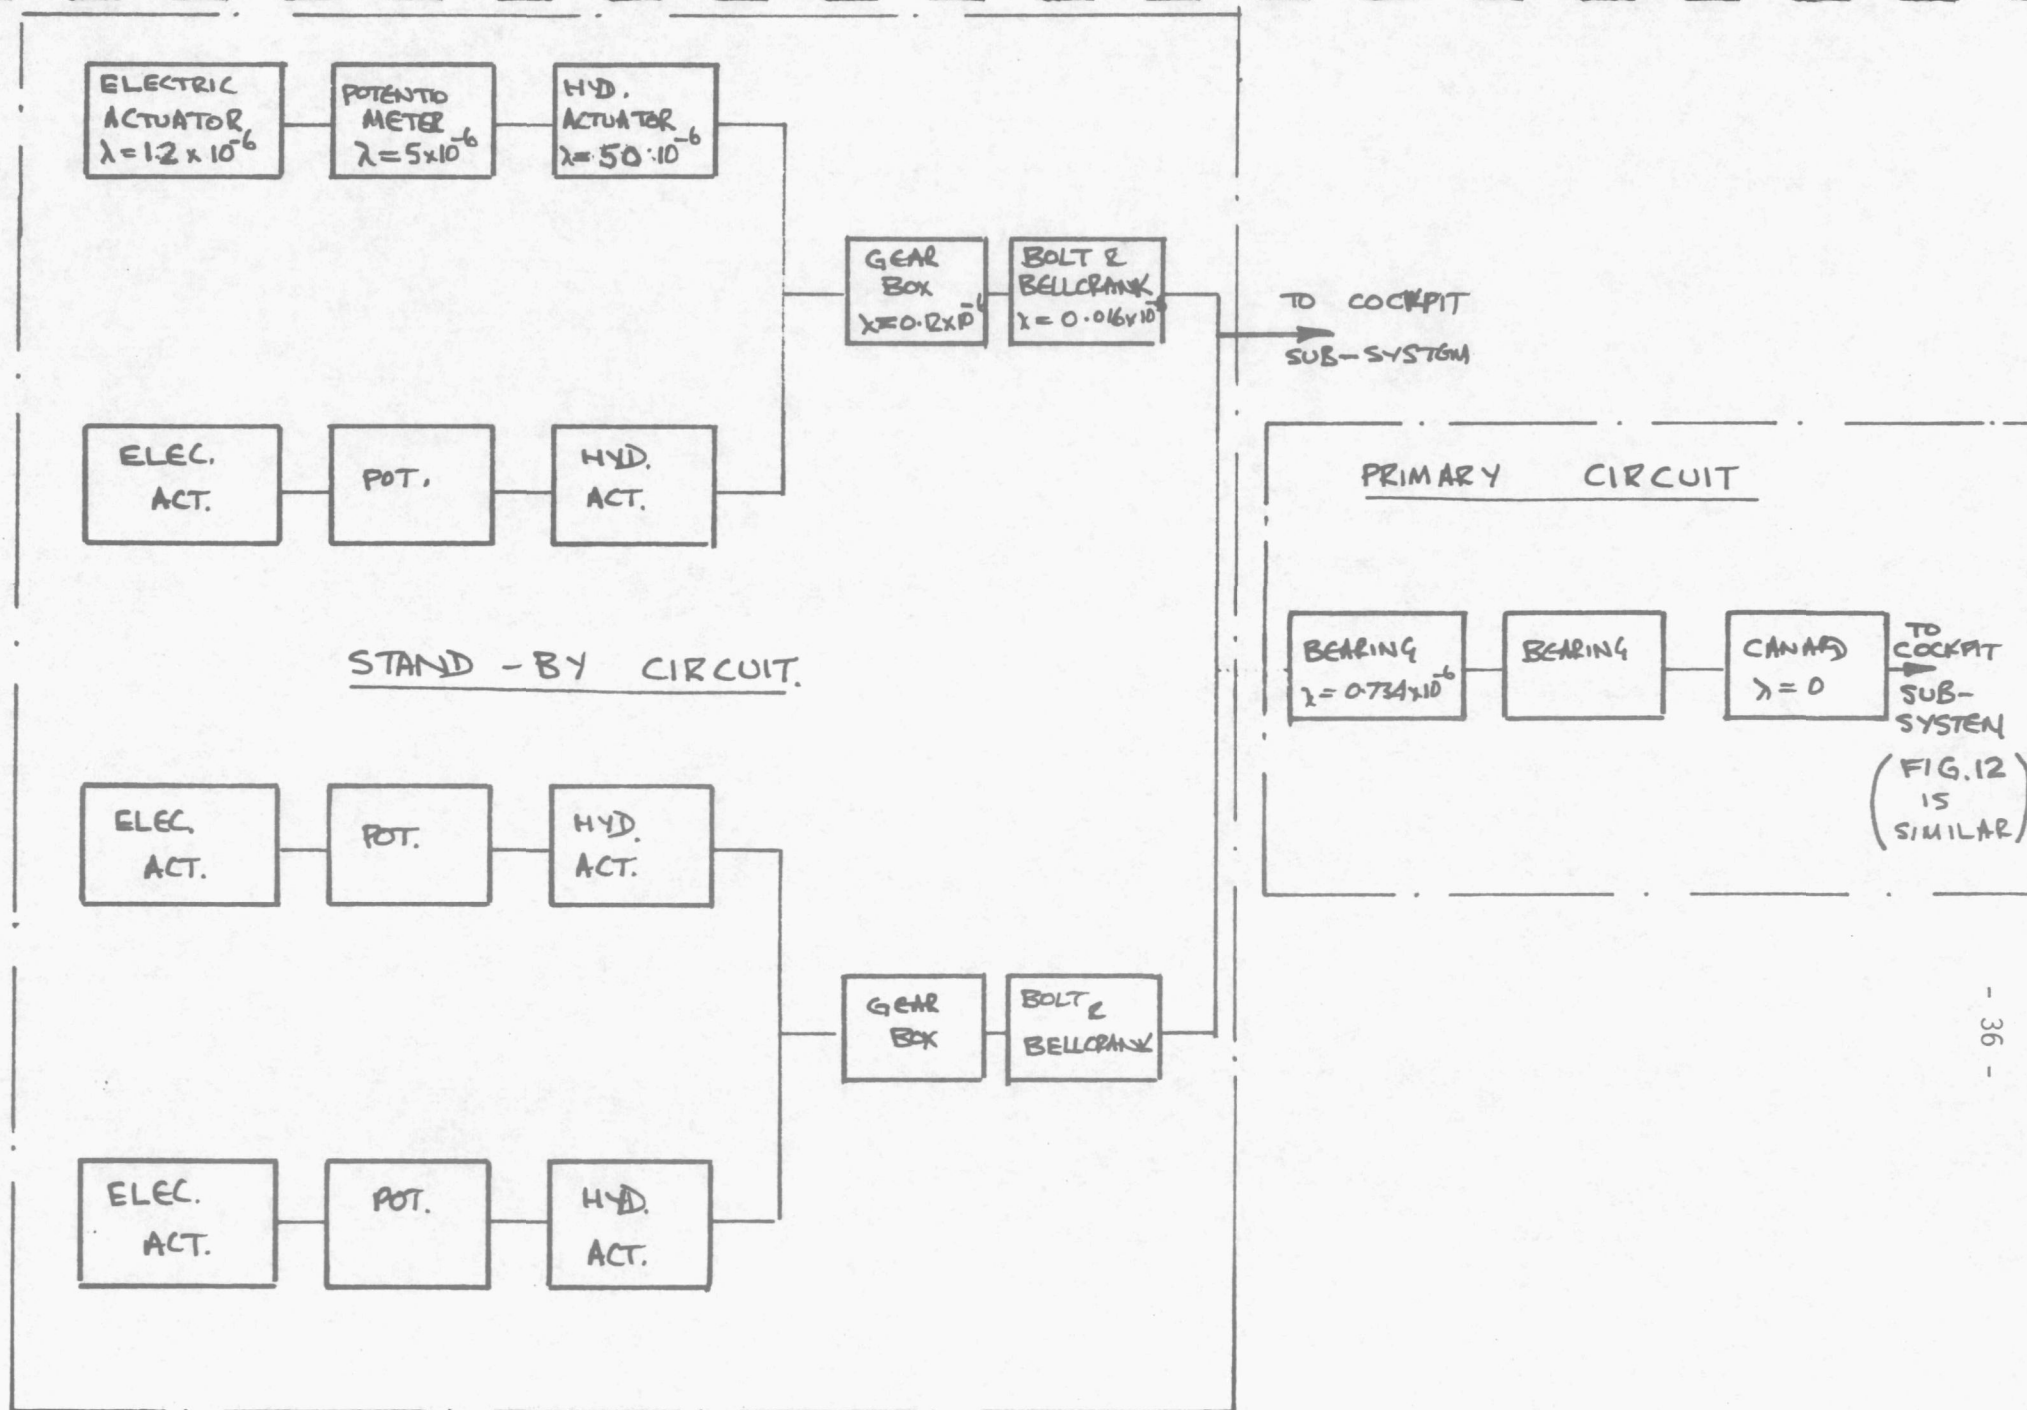 ELECTRIC
ACTUATOR
λ = 1.2 x 10⁻⁶
POTENTIO
METER
λ = 5x10⁻⁶
HYD.
ACTUATOR
λ = 50·10⁻⁶
GEAR
BOX
λ = 0.12x10⁻⁶
BOLT &
BELLCRANK
λ = 0.016x10⁻⁶
TO COCKPIT
SUB-SYSTEM
ELEC.
ACT.
POT.
HYD.
ACT.
PRIMARY CIRCUIT
BEARING
λ = 0.734x10⁻⁶
BEARING
CANARD
λ = 0
TO
COCKPIT
SUB-
SYSTEM
(FIG. 12
IS
SIMILAR)
STAND-BY CIRCUIT.
ELEC.
ACT.
POT.
HYD.
ACT.
GEAR
BOX
BOLT &
BELLCRANK
ELEC.
ACT.
POT.
HYD.
ACT.
- 36 -